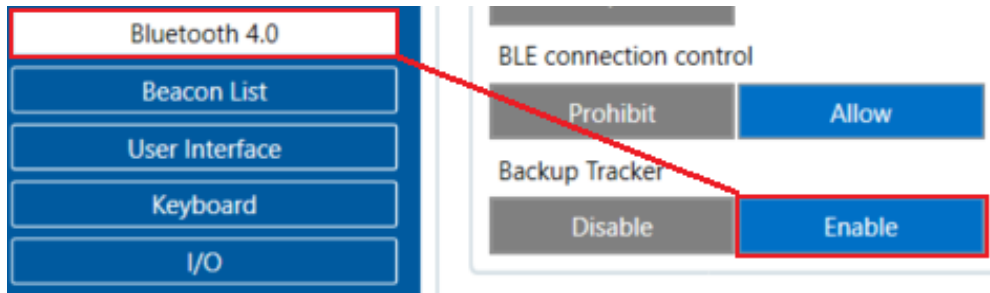 Bluetooth 4.0
Beacon List
User Interface
Keyboard
I/O
BLE connection control
Prohibit Allow
Backup Tracker
Disable Enable